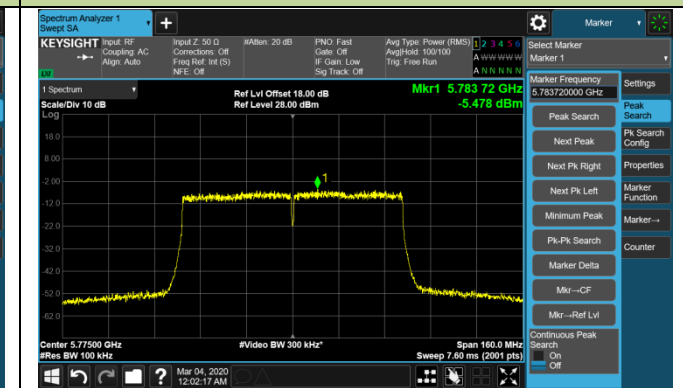 Spectrum Analyzer 1
Swept SA
+
Marker
KEYSIGHT
Input: RF
Coupling: AC
Align: Auto
Input Z: 50 Ω
Corrections: Off
Freq Ref: Int (S)
NFE: Off
#Atten: 20 dB
PNO: Fast
Gate: Off
IF Gain: Low
Sig Track: Off
Avg Type: Power (RMS)
Avg|Hold: 100/100
Trig: Free Run
1 2 3 4 5 6
A W W W W W
A N N N N N
LXI
1 Spectrum
Scale/Div 10 dB
Log
Ref Lvl Offset 18.00 dB
Ref Level 28.00 dBm
Mkr1 5.783 72 GHz
-5.478 dBm
1
18.0
8.00
-2.00
-12.0
-22.0
-32.0
-42.0
-52.0
-62.0
Center 5.77500 GHz
#Res BW 100 kHz
#Video BW 300 kHz*
Span 160.0 MHz
Sweep 7.60 ms (2001 pts)
Mar 04, 2020
12:02:17 AM
?
Select Marker
Marker 1
Marker Frequency
5.783720000 GHz
Peak Search
Next Peak
Next Pk Right
Next Pk Left
Minimum Peak
Pk-Pk Search
Marker Delta
Mkr→CF
Mkr→Ref Lvl
Continuous Peak
Search
On
Off
Settings
Peak
Search
Pk Search
Config
Properties
Marker
Function
Marker→
Counter